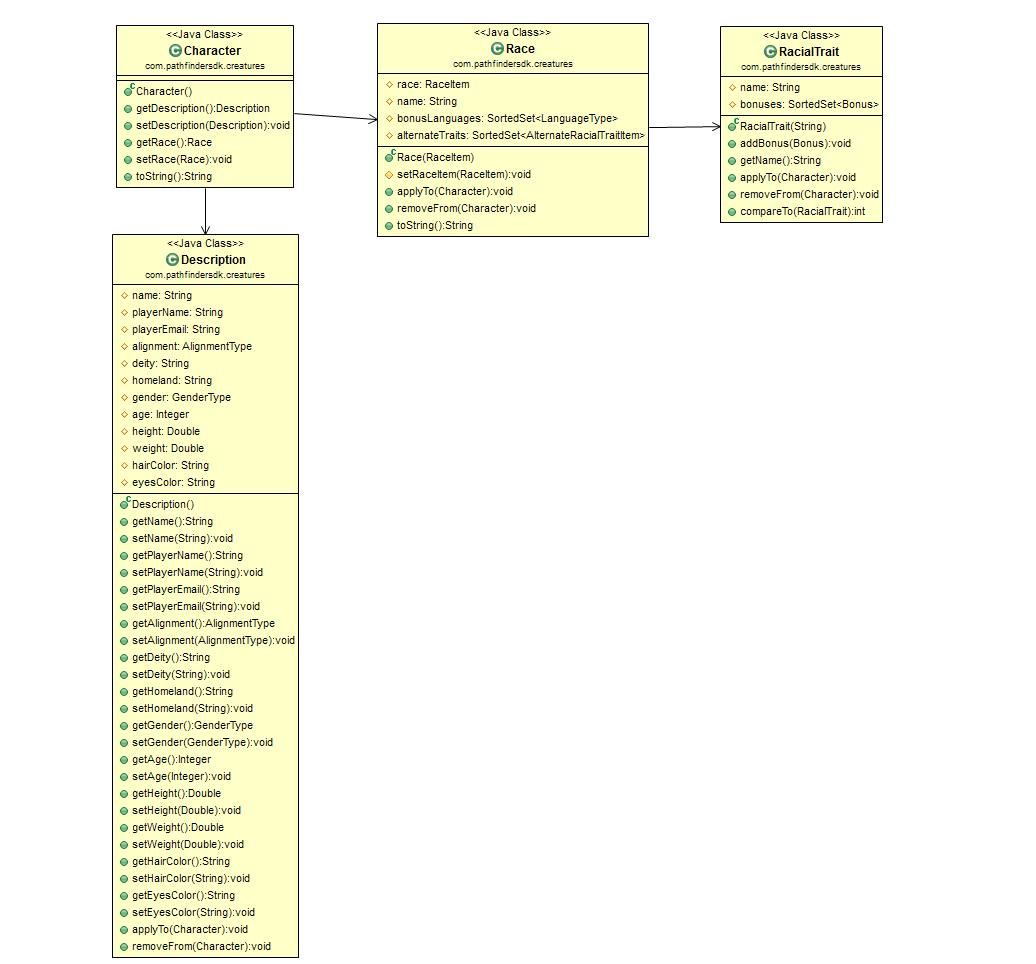 <<Java Class>>
Character
com.pathfindersdk.creatures
Character()
getDescription():Description
setDescription(Description):void
getRace():Race
setRace(Race):void
toString():String
<<Java Class>>
Race
com.pathfindersdk.creatures
race: RaceItem
name: String
bonusLanguages: SortedSet<LanguageType>
alternateTraits: SortedSet<AlternateRacialTraitItem>
Race(RaceItem)
setRaceItem(RaceItem):void
applyTo(Character):void
removeFrom(Character):void
toString():String
<<Java Class>>
RacialTrait
com.pathfindersdk.creatures
name: String
bonuses: SortedSet<Bonus>
RacialTrait(String)
addBonus(Bonus):void
getName():String
applyTo(Character):void
removeFrom(Character):void
compareTo(RacialTrait):int
<<Java Class>>
Description
com.pathfindersdk.creatures
name: String
playerName: String
playerEmail: String
alignment: AlignmentType
deity: String
homeland: String
gender: GenderType
age: Integer
height: Double
weight: Double
hairColor: String
eyesColor: String
Description()
getName():String
setName(String):void
getPlayerName():String
setPlayerName(String):void
getPlayerEmail():String
setPlayerEmail(String):void
getAlignment():AlignmentType
setAlignment(AlignmentType):void
getDeity():String
setDeity(String):void
getHomeland():String
setHomeland(String):void
getGender():GenderType
setGender(GenderType):void
getAge():Integer
setAge(Integer):void
getHeight():Double
setHeight(Double):void
getWeight():Double
setWeight(Double):void
getHairColor():String
setHairColor(String):void
getEyesColor():String
setEyesColor(String):void
applyTo(Character):void
removeFrom(Character):void